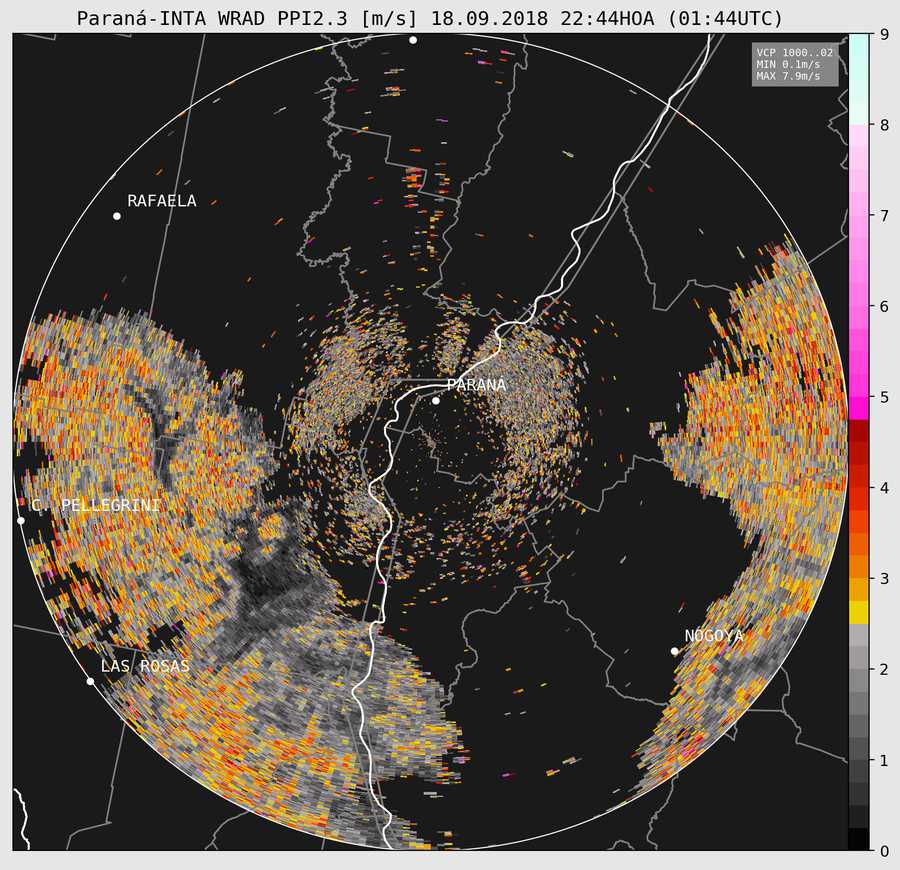 Paraná-INTA WRAD PPI2.3 [m/s] 18.09.2018 22:44HOA (01:44UTC)
VCP 1000..02
MIN 0.1m/s
MAX 7.9m/s
9
8
7
6
5
4
3
2
1
0
RAFAELA
PARANA
C. PELLEGRINI
NOGOYA
LAS ROSAS